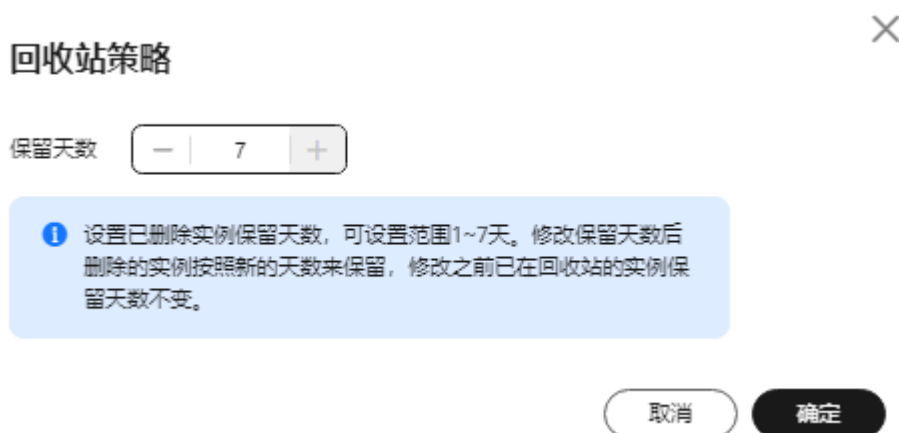 回收站策略
保留天数 7
设置已删除实例保留天数，可设置范围1~7天。修改保留天数后
删除的实例按照新的天数来保留，修改之前已在回收站的实例保
留天数不变。
取消 确定